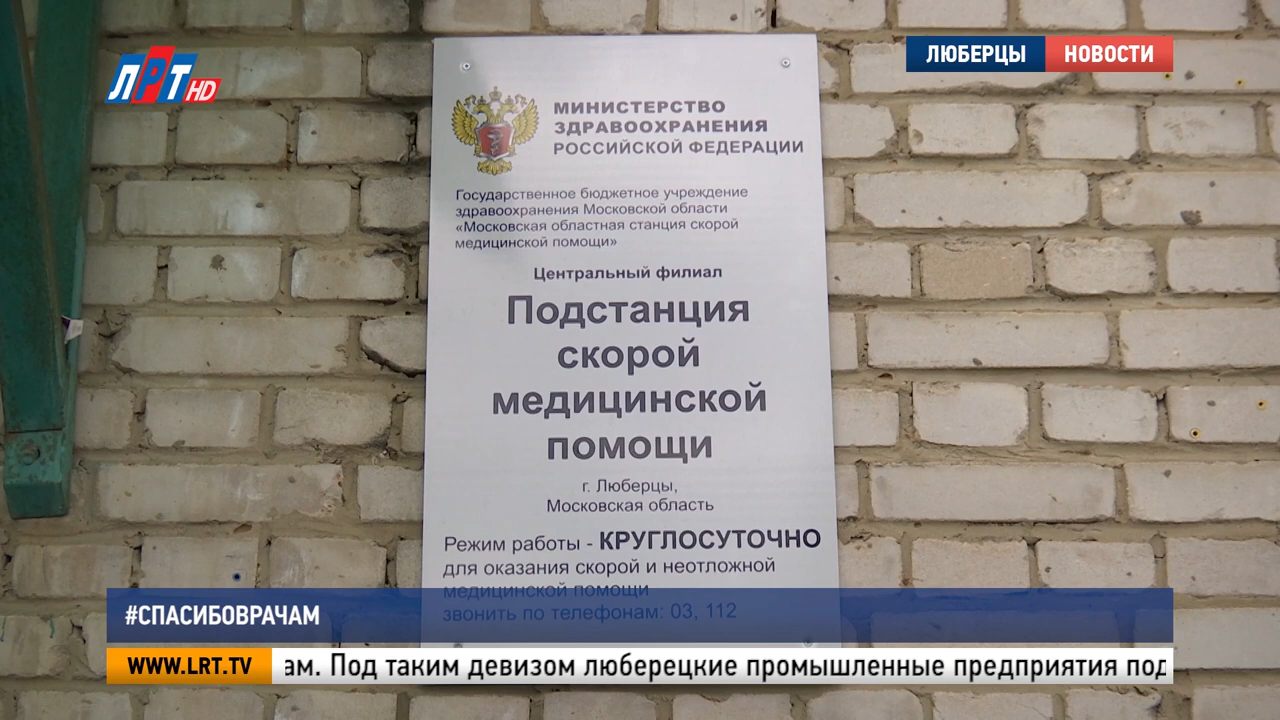 ЛРТ HD
ЛЮБЕРЦЫ НОВОСТИ
МИНИСТЕРСТВО
ЗДРАВООХРАНЕНИЯ
РОССИЙСКОЙ ФЕДЕРАЦИИ
Государственное бюджетное учреждение
здравоохранения Московской области
«Московская областная станция скорой
медицинской помощи»
Центральный филиал
Подстанция
скорой
медицинской
помощи
г. Люберцы,
Московская область
Режим работы - КРУГЛОСУТОЧНО
для оказания скорой и неотложной
медицинской помощи
звонить по телефонам: 03, 112
#СПАСИБОВРАЧАМ
WWW.LRT.TV ам. Под таким девизом люберецкие промышленные предприятия под